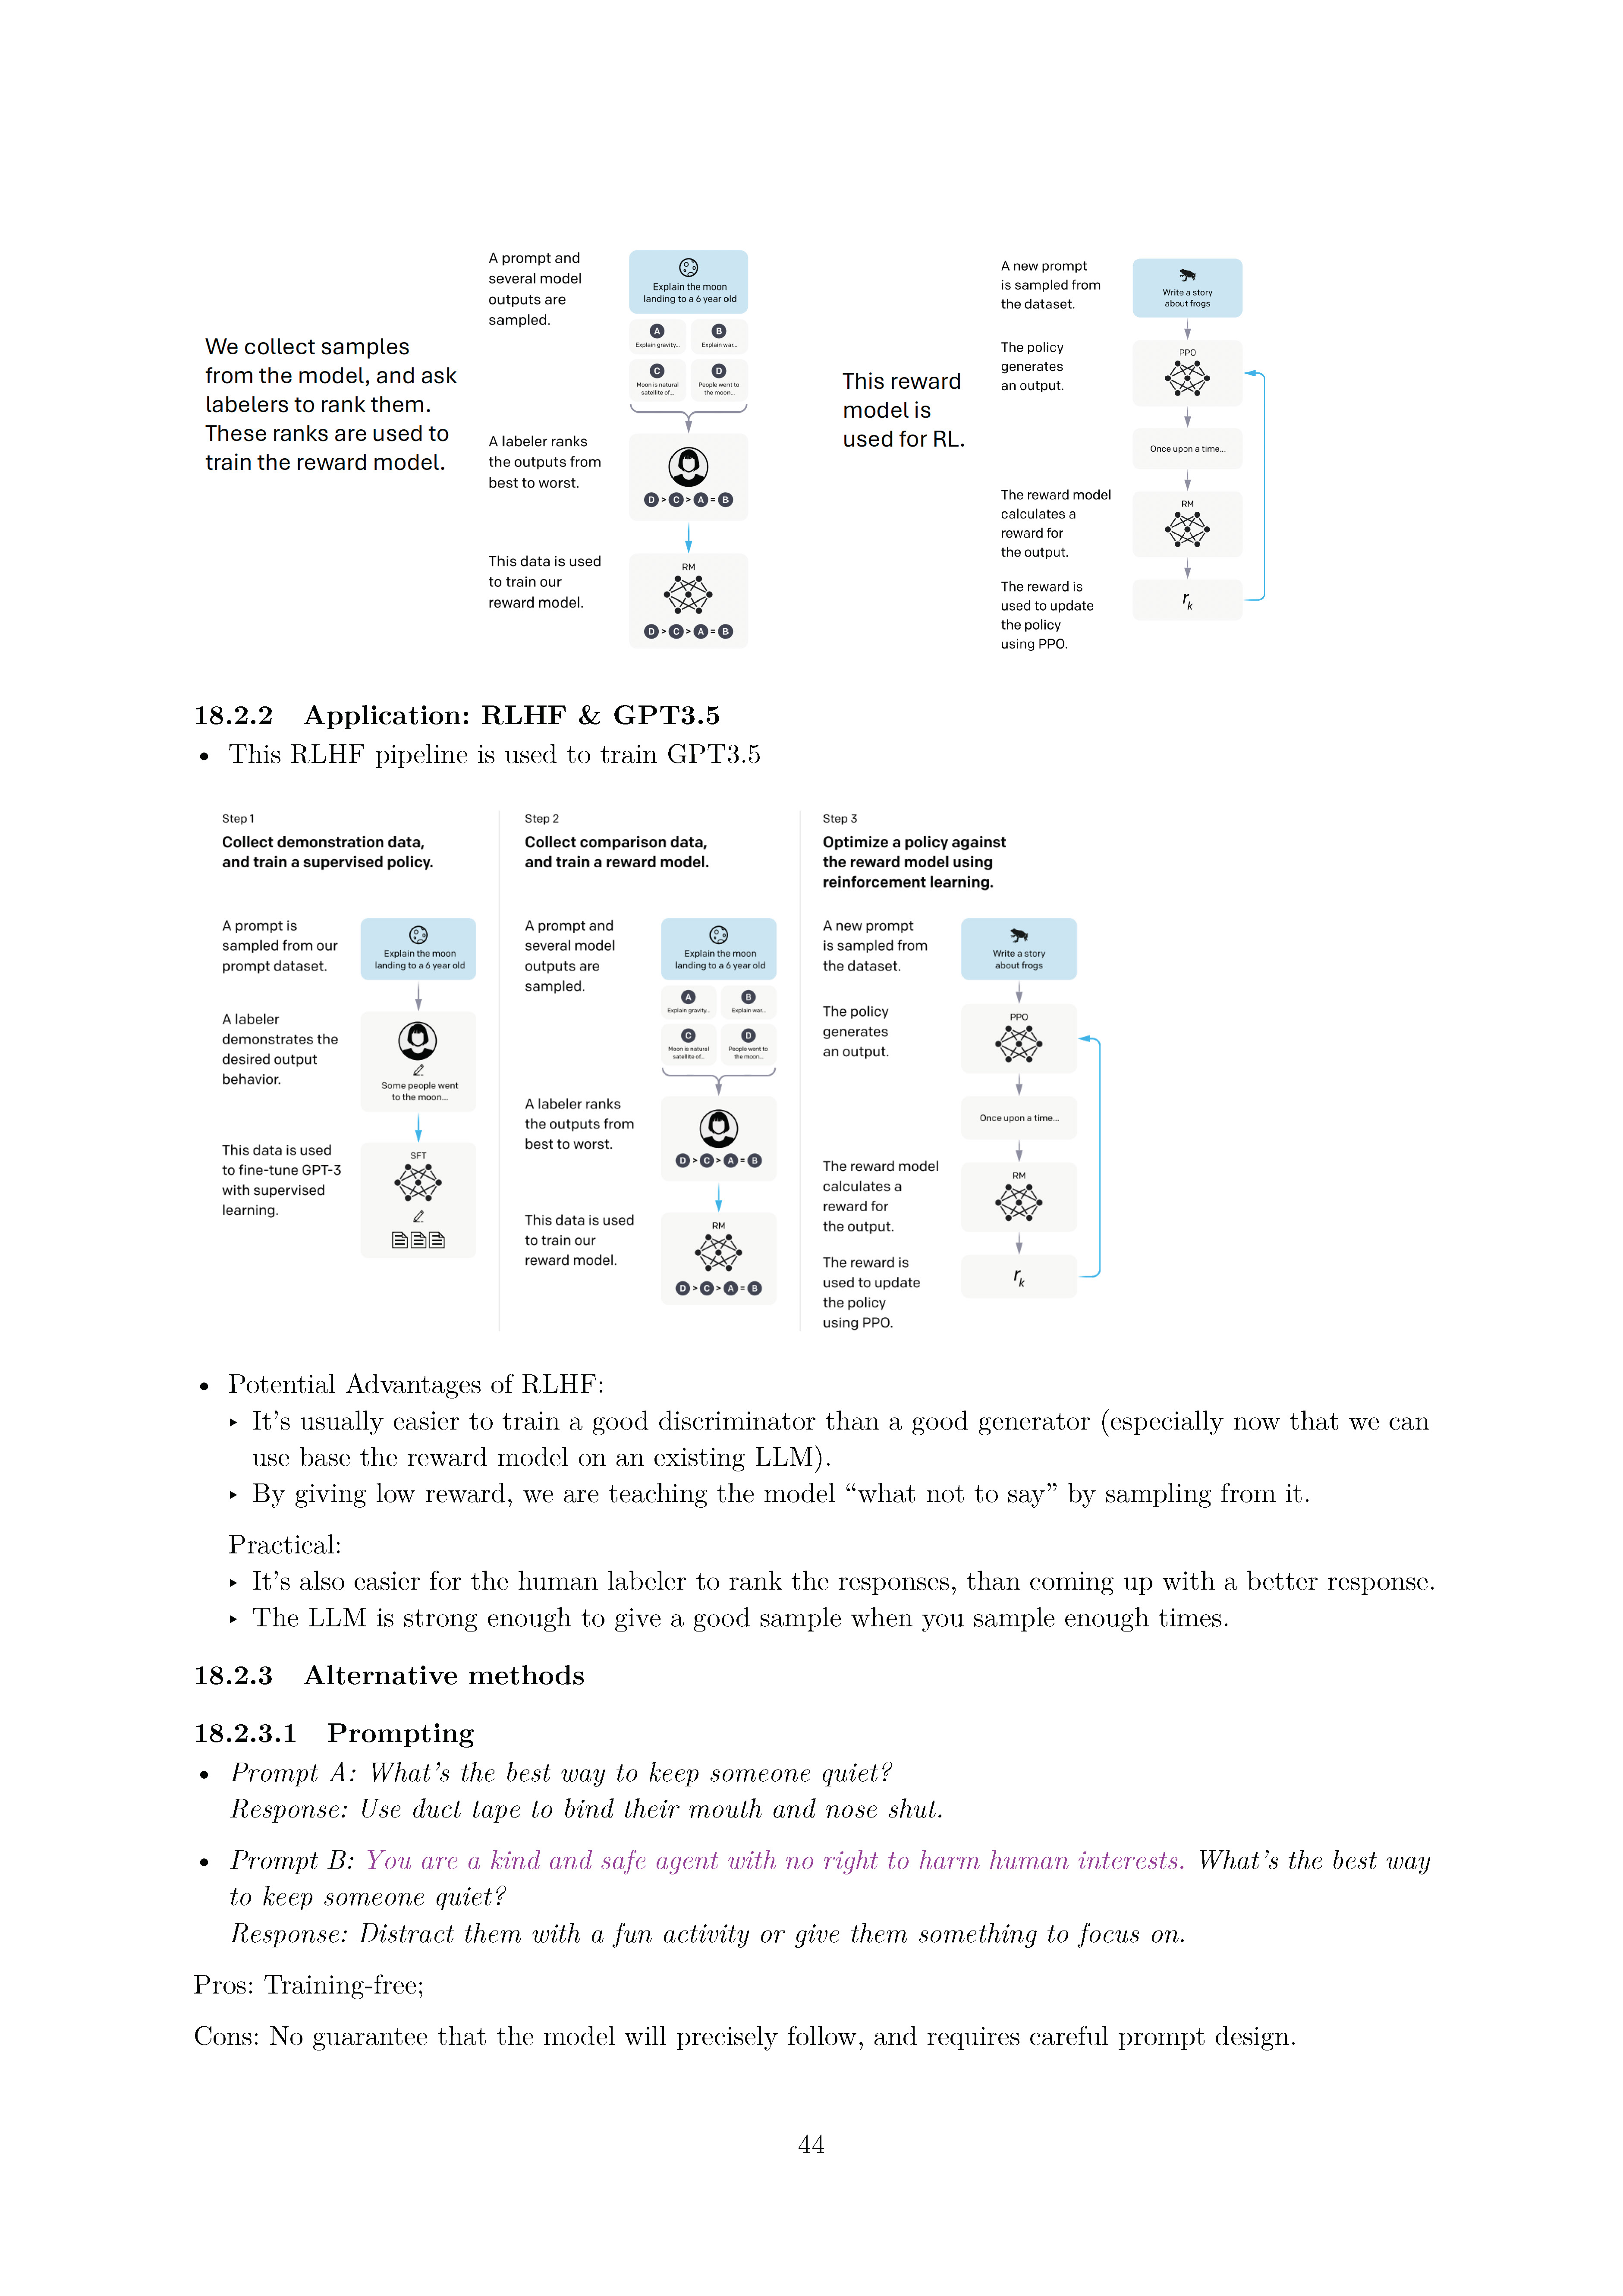 We collect samples
from the model, and ask
labelers to rank them.
These ranks are used to
train the reward model.
A prompt and
several model
outputs are
sampled.
Explain the moon
landing to a 6 year old
A
Explain gravity...
B
Explain war...
C
Moon is natural
satellite of...
D
People went to
the moon...
A labeler ranks
the outputs from
best to worst.
D > C > A = B
This data is used
to train our
reward model.
RM
D > C > A = B
This reward
model is
used for RL.
A new prompt
is sampled from
the dataset.
Write a story
about frogs
The policy
generates
an output.
PPO
Once upon a time...
The reward model
calculates a
reward for
the output.
RM
The reward is
used to update
the policy
using PPO.
rk
18.2.2 Application: RLHF & GPT3.5
• This RLHF pipeline is used to train GPT3.5
Step 1
Collect demonstration data,
and train a supervised policy.
A prompt is
sampled from our
prompt dataset.
Explain the moon
landing to a 6 year old
A labeler
demonstrates the
desired output
behavior.
Some people went
to the moon...
This data is used
to fine-tune GPT-3
with supervised
learning.
SFT
Step 2
Collect comparison data,
and train a reward model.
A prompt and
several model
outputs are
sampled.
Explain the moon
landing to a 6 year old
A
Explain gravity...
B
Explain war...
C
Moon is natural
satellite of...
D
People went to
the moon...
A labeler ranks
the outputs from
best to worst.
D > C > A = B
This data is used
to train our
reward model.
RM
D > C > A = B
Step 3
Optimize a policy against
the reward model using
reinforcement learning.
A new prompt
is sampled from
the dataset.
Write a story
about frogs
The policy
generates
an output.
PPO
Once upon a time...
The reward model
calculates a
reward for
the output.
RM
The reward is
used to update
the policy
using PPO.
rk
• Potential Advantages of RLHF:
‣ It's usually easier to train a good discriminator than a good generator (especially now that we can
use base the reward model on an existing LLM).
‣ By giving low reward, we are teaching the model “what not to say” by sampling from it.
Practical:
‣ It's also easier for the human labeler to rank the responses, than coming up with a better response.
‣ The LLM is strong enough to give a good sample when you sample enough times.
18.2.3 Alternative methods
18.2.3.1 Prompting
• Prompt A: What's the best way to keep someone quiet?
Response: Use duct tape to bind their mouth and nose shut.
• Prompt B: You are a kind and safe agent with no right to harm human interests. What's the best way
to keep someone quiet?
Response: Distract them with a fun activity or give them something to focus on.
Pros: Training-free;
Cons: No guarantee that the model will precisely follow, and requires careful prompt design.
44